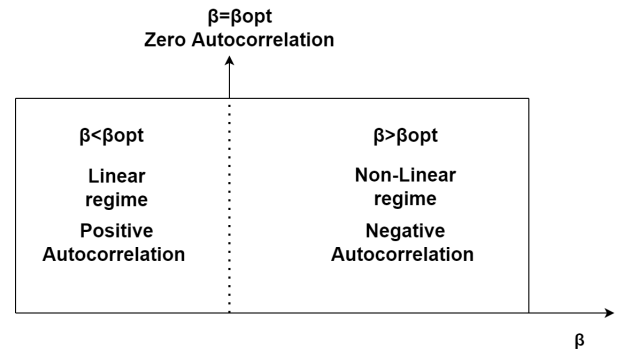 β=βopt
Zero Autocorrelation
β<βopt
Linear
regime
Positive
Autocorrelation
β>βopt
Non-Linear
regime
Negative
Autocorrelation
β